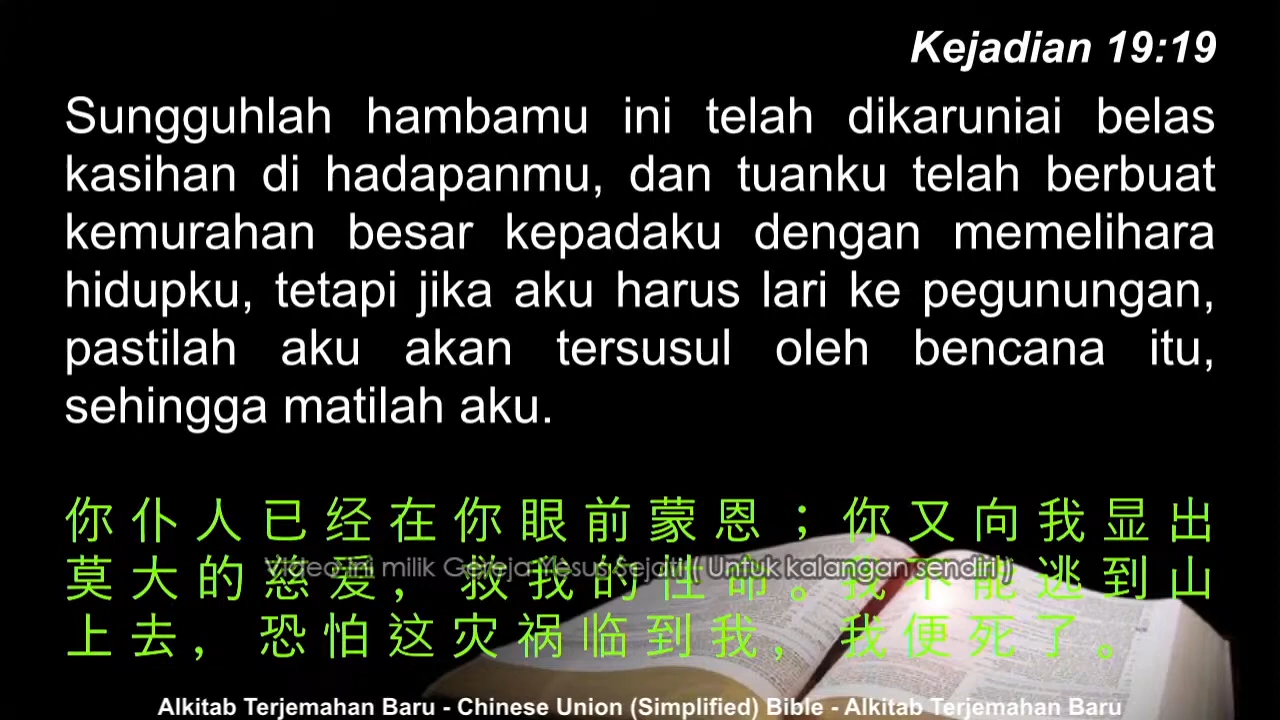 Kejadian 19:19
Sungguhlah hambamu ini telah dikaruniai belas
kasihan di hadapanmu, dan tuanku telah berbuat
kemurahan besar kepadaku dengan memelihara
hidupku, tetapi jika aku harus lari ke pegunungan,
pastilah aku akan tersusul oleh bencana itu,
sehingga matilah aku.
你仆人已经在你眼前蒙恩；你又向我显出
莫大的慈爱，救我的性命。我不能逃到山
上去，恐怕这灾祸临到我，我便死了。
Video ini milik Gereja Yesus Sejati ( Untuk kalangan sendiri )
Alkitab Terjemahan Baru - Chinese Union (Simplified) Bible - Alkitab Terjemahan Baru